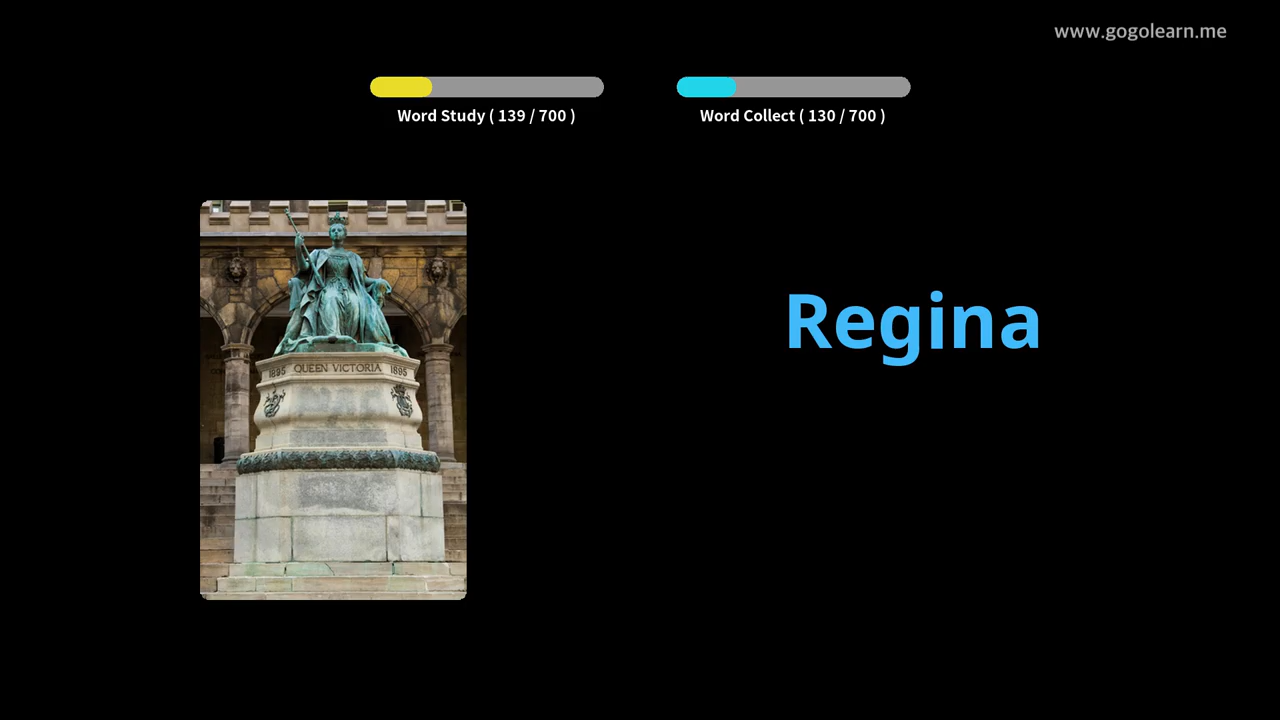 www.gogolearn.me
Word Study ( 139 / 700 )
Word Collect ( 130 / 700 )
1895 QUEEN VICTORIA 1895
Regina